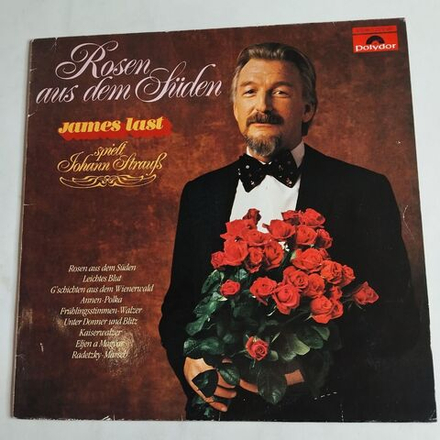 Rosen
aus dem Süden
Polydor
James Last
spielt
Johann Strauß
Rosen aus dem Süden
Leichtes Blut
G'schichten aus dem Wienerwald
Annen-Polka
Frühlingsstimmen-Walzer
Unter Donner und Blitz
Kaiserwalzer
Eljen a Magyar
Radetzky-Marsch